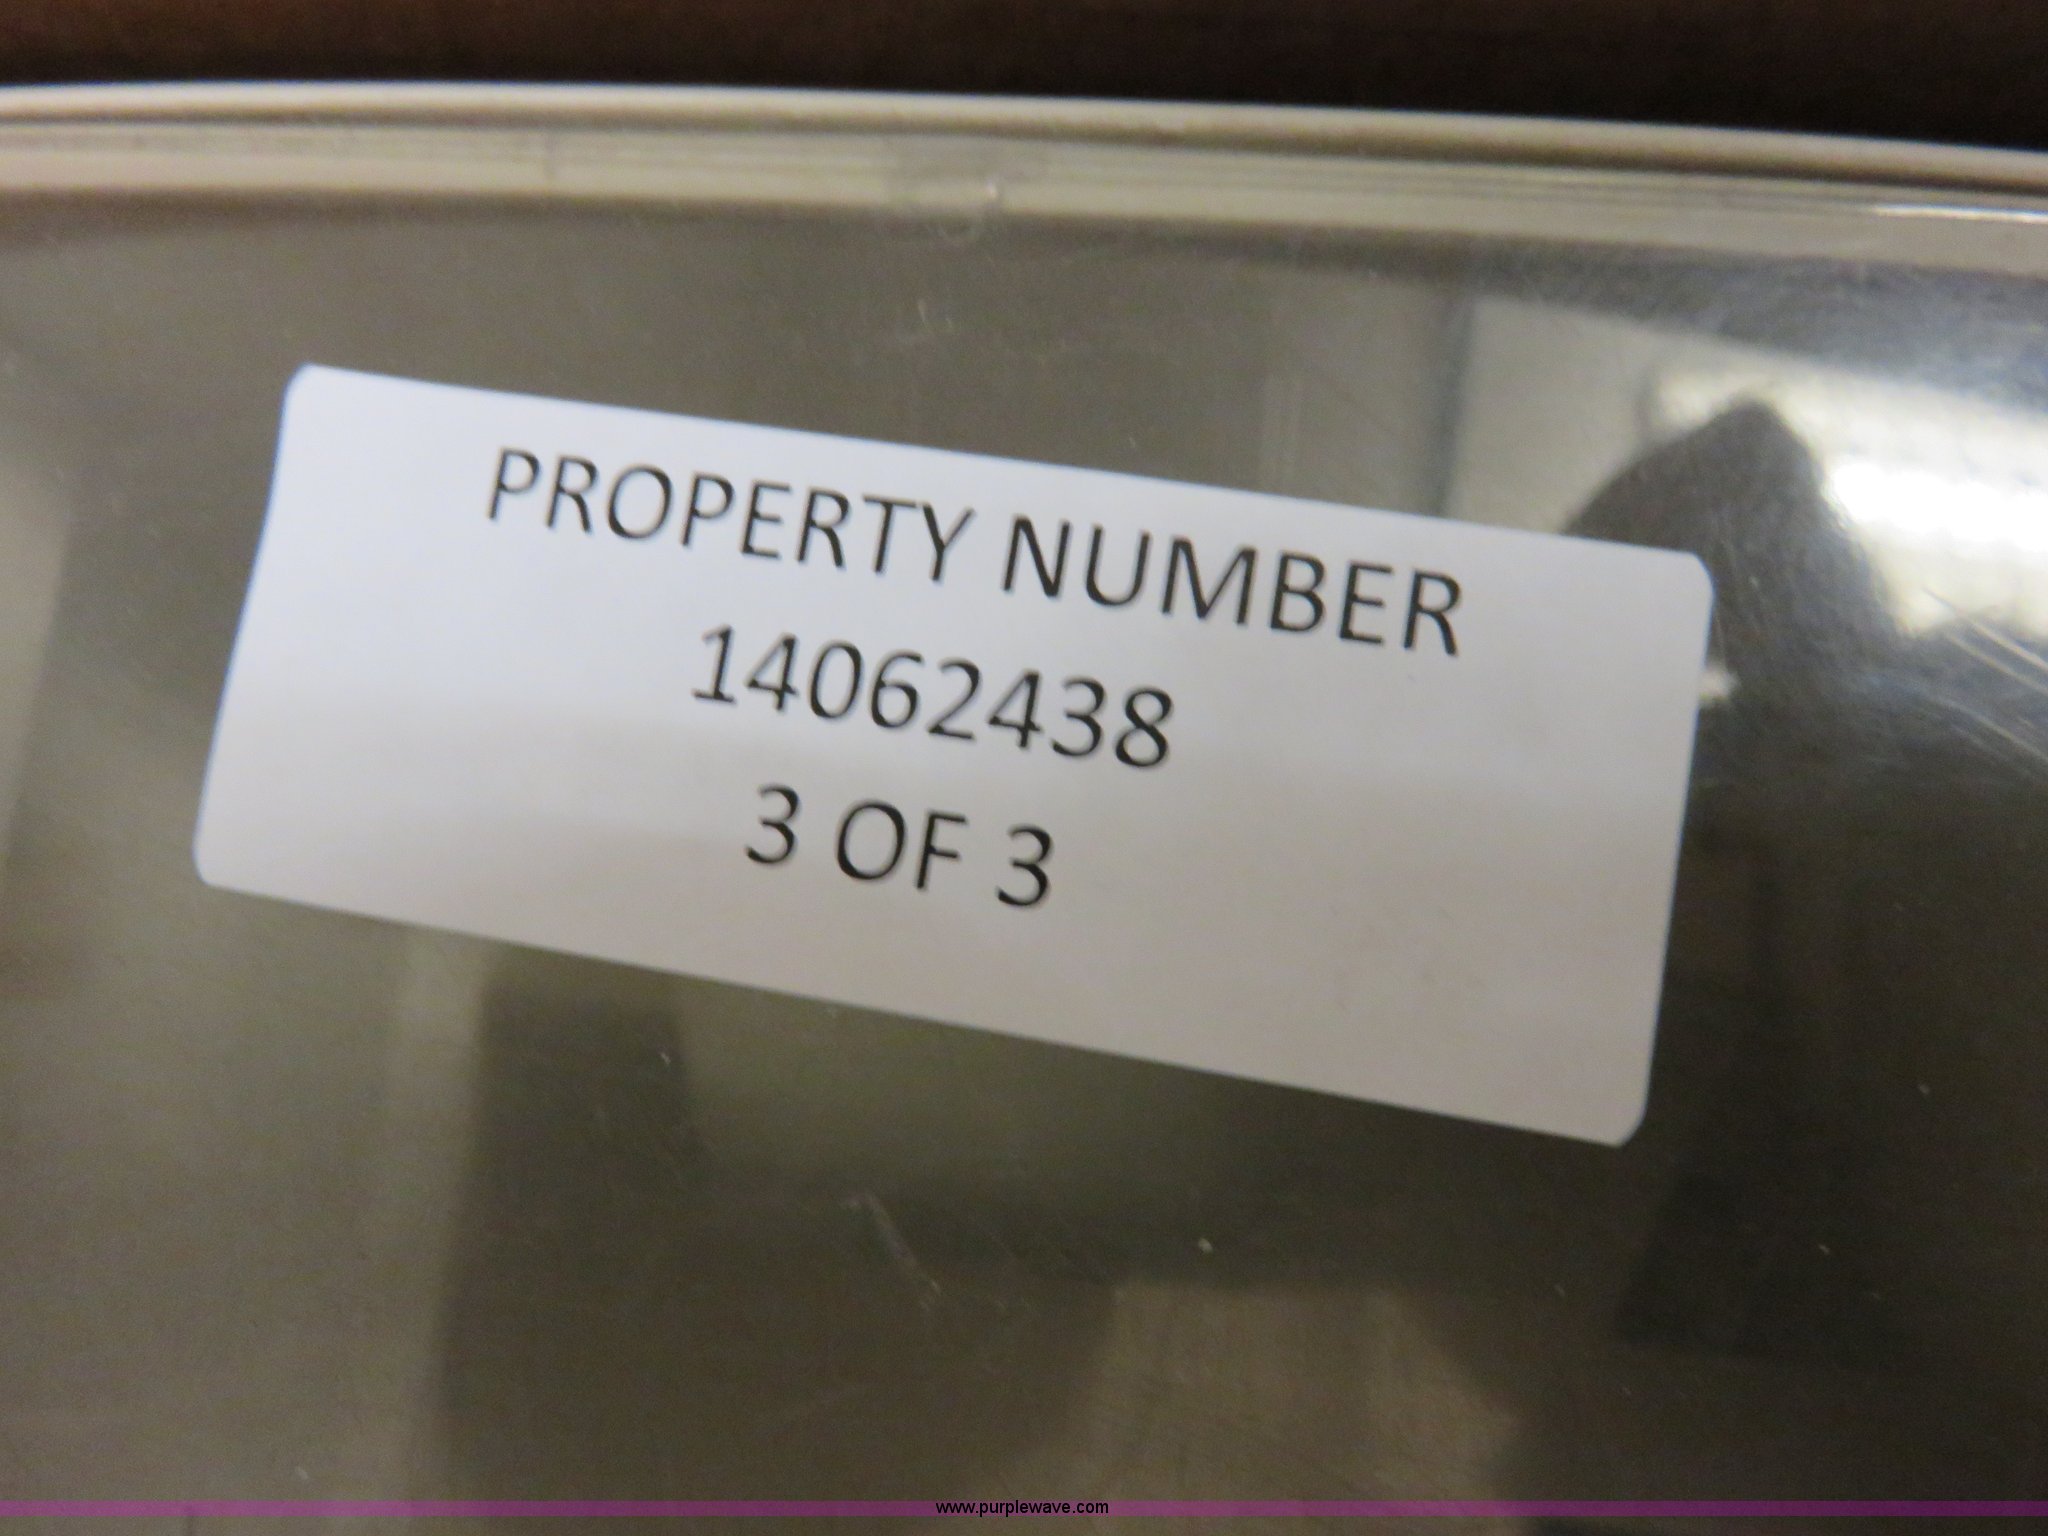 PROPERTY NUMBER
14062438
3 OF 3
www.purplewave.com